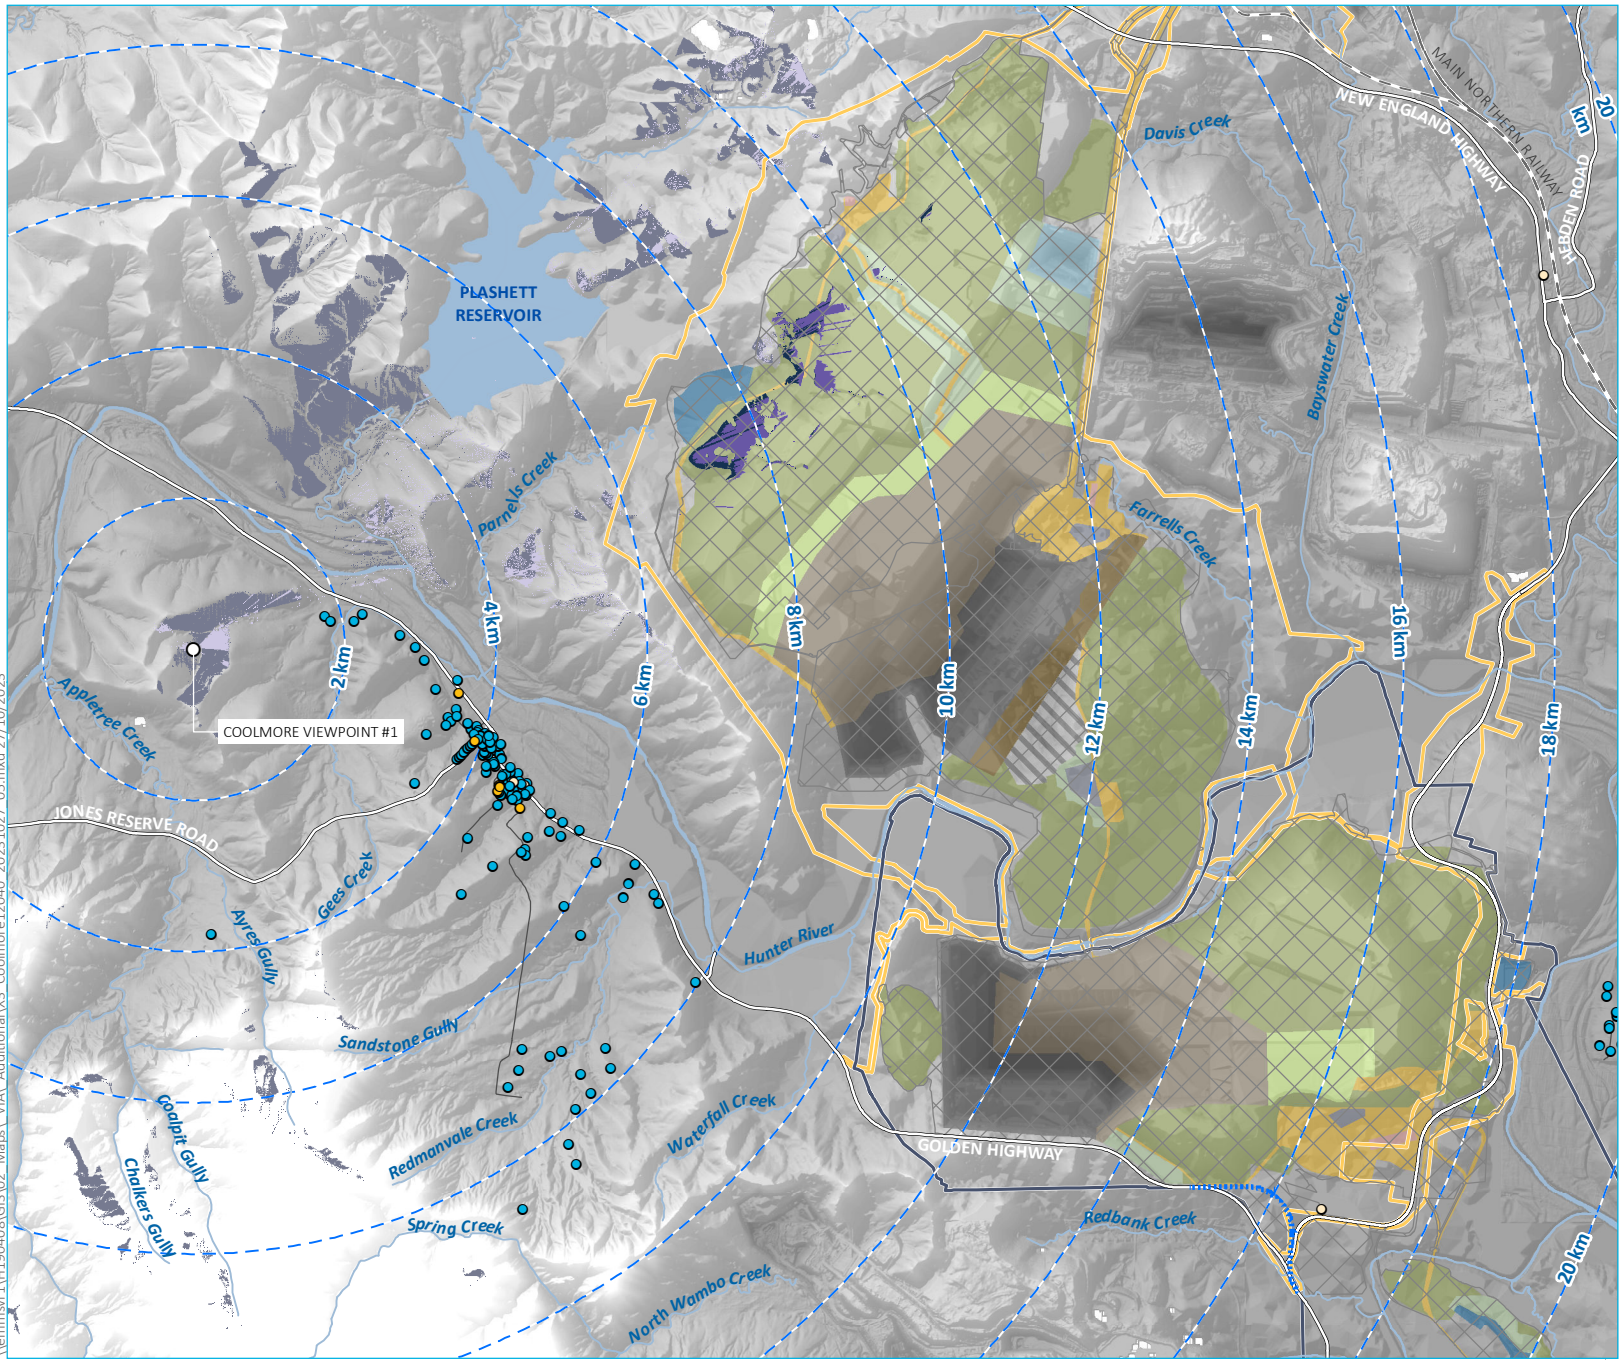 MAIN NORTHERN RAILWAY
NEW ENGLAND HIGHWAY
20
km
Davis Creek
HEBDEN ROAD
PLASHETT
RESERVOIR
Bayswater Creek
Parnells Creek
Farrells Creek
2 km
4 km
6 km
8 km
10 km
12 km
14 km
16 km
18 km
Appletree Creek
COOLMORE VIEWPOINT #1
JONES RESERVE ROAD
Gees Creek
Ayres Gully
Hunter River
Sandstone Gully
Redmanvale Creek
Waterfall Creek
Coalpit Gully
Chalkers Gully
GOLDEN HIGHWAY
Spring Creek
Redbank Creek
North Wambo Creek
20 km